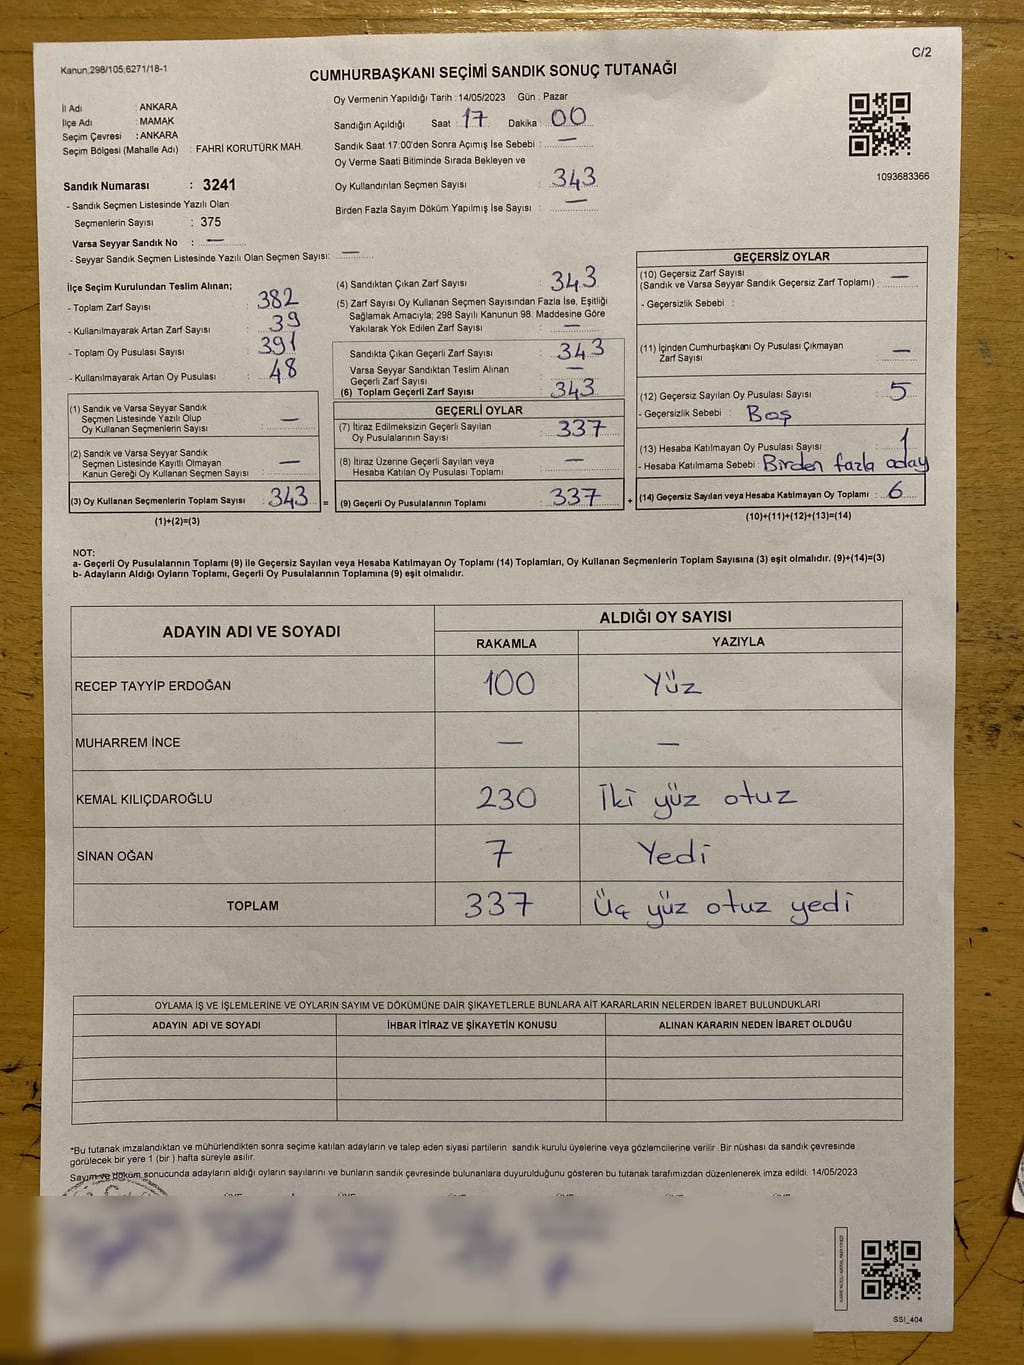 C/2
Kanun,298/105;6271/18-1
CUMHURBAŞKANI SEÇİMİ SANDIK SONUÇ TUTANAĞI
İl Adı : ANKARA
İlçe Adı : MAMAK
Seçim Çevresi : ANKARA
Seçim Bölgesi (Mahalle Adı) : FAHRİ KORUTÜRK MAH.
Sandık Numarası : 3241
- Sandık Seçmen Listesinde Yazılı Olan
Seçmenlerin Sayısı : 375
Varsa Seyyar Sandık No : —
- Seyyar Sandık Seçmen Listesinde Yazılı Olan Seçmen Sayısı: —
Oy Vermenin Yapıldığı Tarih : 14/05/2023 Gün : Pazar
Sandığın Açıldığı Saat : 17 Dakika : 00
Sandık Saat 17:00'den Sonra Açımış İse Sebebi : —
Oy Verme Saati Bitiminde Sırada Bekleyen ve
Oy Kullandırılan Seçmen Sayısı : 343
Birden Fazla Sayım Döküm Yapılmış İse Sayısı : —
1093683366
İlçe Seçim Kurulundan Teslim Alınan;
- Toplam Zarf Sayısı : 382
- Kullanılmayarak Artan Zarf Sayısı : 39
- Toplam Oy Pusulası Sayısı : 391
- Kullanılmayarak Artan Oy Pusulası : 48
(1) Sandık ve Varsa Seyyar Sandık
Seçmen Listesinde Yazılı Olup
Oy Kullanan Seçmenlerin Sayısı : —
(2) Sandık ve Varsa Seyyar Sandık
Seçmen Listesinde Kayıtlı Olmayan
Kanun Gereği Oy Kullanan Seçmen Sayısı : —
(3) Oy Kullanan Seçmenlerin Toplam Sayısı : 343 =
(1)+(2)=(3)
(4) Sandıktan Çıkan Zarf Sayısı : 343
(5) Zarf Sayısı Oy Kullanan Seçmen Sayısından Fazla İse, Eşitliği
Sağlamak Amacıyla; 298 Sayılı Kanunun 98. Maddesine Göre
Yakılarak Yok Edilen Zarf Sayısı : —
Sandıkta Çıkan Geçerli Zarf Sayısı : 343
Varsa Seyyar Sandıktan Teslim Alınan
Geçerli Zarf Sayısı : —
(6) Toplam Geçerli Zarf Sayısı : 343
GEÇERLİ OYLAR
(7) İtiraz Edilmeksizin Geçerli Sayılan
Oy Pusulalarının Sayısı : 337
(8) İtiraz Üzerine Geçerli Sayılan veya
Hesaba Katılan Oy Pusulası Toplamı : —
(9) Geçerli Oy Pusulalarının Toplamı : 337 +
GEÇERSİZ OYLAR
(10) Geçersiz Zarf Sayısı
(Sandık ve Varsa Seyyar Sandık Geçersiz Zarf Toplamı) : —
- Geçersizlik Sebebi :
(11) İçinden Cumhurbaşkanı Oy Pusulası Çıkmayan
Zarf Sayısı : —
(12) Geçersiz Sayılan Oy Pusulası Sayısı : 5
- Geçersizlik Sebebi : Boş
(13) Hesaba Katılmayan Oy Pusulası Sayısı : 1
- Hesaba Katılmama Sebebi : Birden fazla aday
(14) Geçersiz Sayılan veya Hesaba Katılmayan Oy Toplamı : 6
(10)+(11)+(12)+(13)=(14)
NOT:
a- Geçerli Oy Pusulalarının Toplamı (9) ile Geçersiz Sayılan veya Hesaba Katılmayan Oy Toplamı (14) Toplamları, Oy Kullanan Seçmenlerin Toplam Sayısına (3) eşit olmalıdır. (9)+(14)=(3)
b- Adayların Aldığı Oyların Toplamı, Geçerli Oy Pusulalarının Toplamına (9) eşit olmalıdır.
ADAYIN ADI VE SOYADI
ALDIĞI OY SAYISI
RAKAMLA YAZIYLA
RECEP TAYYİP ERDOĞAN 100 Yüz
MUHARREM İNCE — —
KEMAL KILIÇDAROĞLU 230 İki yüz otuz
SİNAN OĞAN 7 Yedi
TOPLAM 337 Üç yüz otuz yedi
OYLAMA İŞ VE İŞLEMLERİNE VE OYLARIN SAYIM VE DÖKÜMÜNE DAİR ŞİKAYETLERLE BUNLARA AİT KARARLARIN NELERDEN İBARET BULUNDUKLARI
ADAYIN ADI VE SOYADI İHBAR İTİRAZ VE ŞİKAYETİN KONUSU ALINAN KARARIN NEDEN İBARET OLDUĞU
*Bu tutanak imzalandıktan ve mühürlendikten sonra seçime katılan adayların ve talep eden siyasi partilerin sandık kurulu üyelerine veya gözlemcilerine verilir. Bir nüshası da sandık çevresinde
görülecek bir yere 1 (bir ) hafta süreyle asılır.
Sayım ve döküm sonucunda adayların aldığı oyların sayılarını ve bunların sandık çevresinde bulunanlara duyurulduğunu gösteren bu tutanak tarafımızdan düzenlenerek imza edildi. 14/05/2023
SSI_404